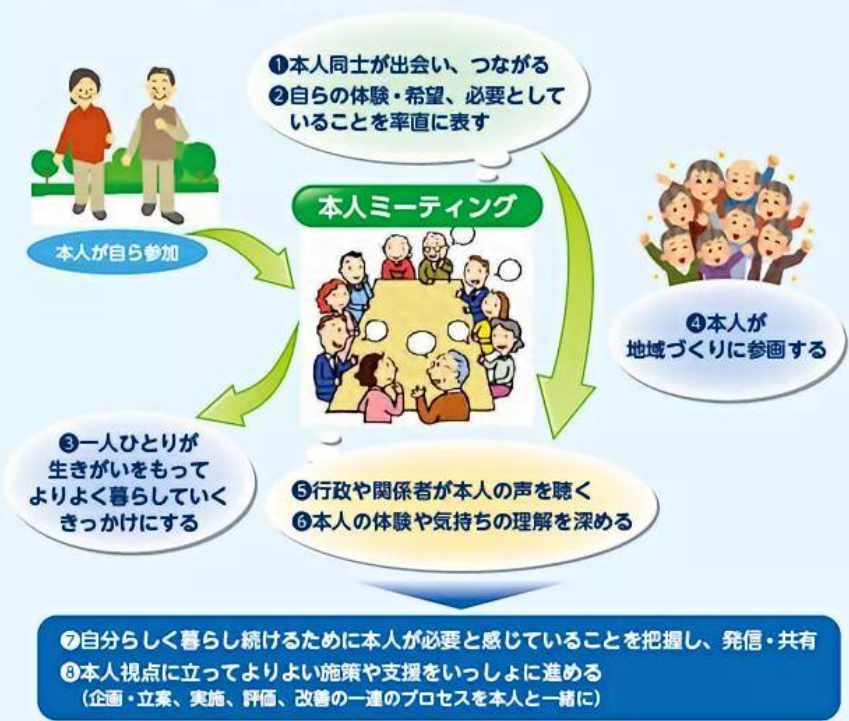 ❶本人同士が出会い、つながる
❷自らの体験・希望、必要として
いることを率直に表す
本人ミーティング
本人が自ら参加
❹本人が
地域づくりに参画する
❸一人ひとりが
生きがいをもって
よりよく暮らしていく
きっかけにする
❺行政や関係者が本人の声を聴く
❻本人の体験や気持ちの理解を深める
❼自分らしく暮らし続けるために本人が必要と感じていることを把握し、発信・共有
❽本人視点に立ってよりよい施策や支援をいっしょに進める
（企画・立案、実施、評価、改善の一連のプロセスを本人と一緒に）